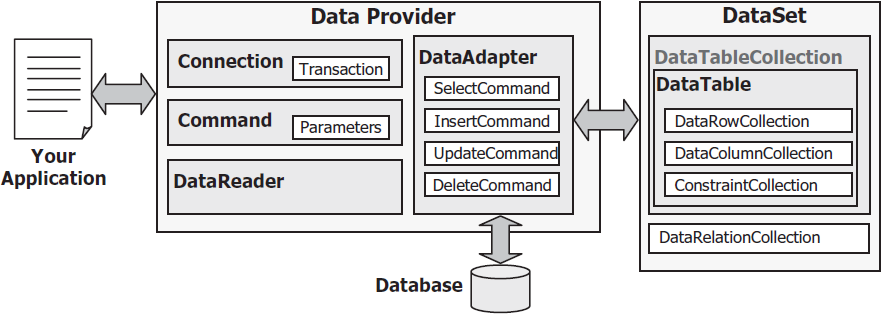 Data Provider
DataSet
Connection
Transaction
Command
Parameters
DataReader
DataAdapter
SelectCommand
InsertCommand
UpdateCommand
DeleteCommand
DataTableCollection
DataTable
DataRowCollection
DataColumnCollection
ConstraintCollection
DataRelationCollection
Your
Application
Database